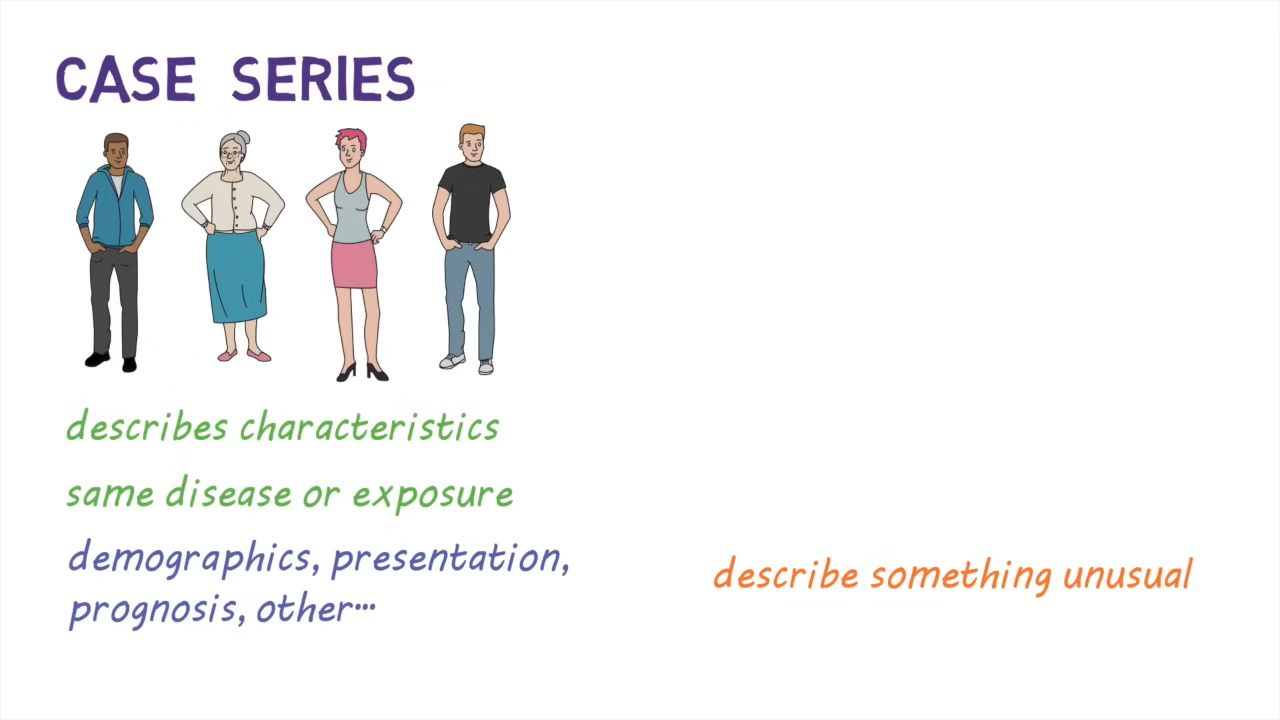 CASE SERIES
describes characteristics
same disease or exposure
demographics, presentation,
prognosis, other...
describe something unusual